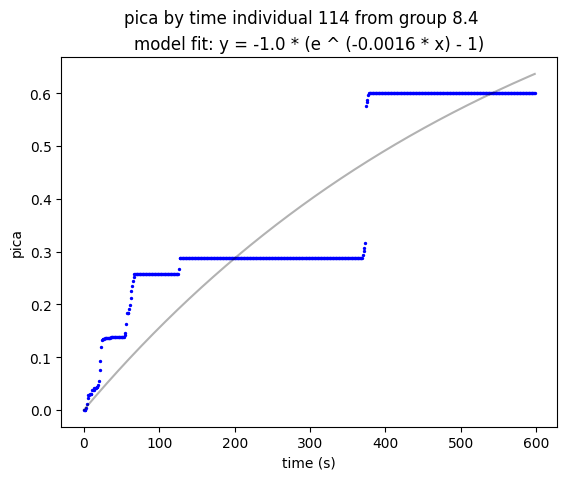 pica by time individual 114 from group 8.4
model fit: y = -1.0 * (e ^ (-0.0016 * x) - 1)
0.6
0.5
0.4
pica
0.3
0.2
0.1
0.0
0 100 200 300 400 500 600
time (s)